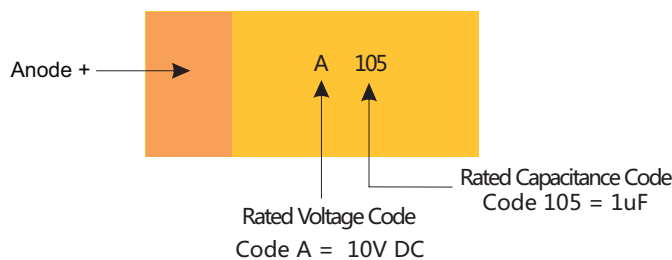 A 105
Anode +
Rated Capacitance Code
Code 105 = 1uF
Rated Voltage Code
Code A = 10V DC